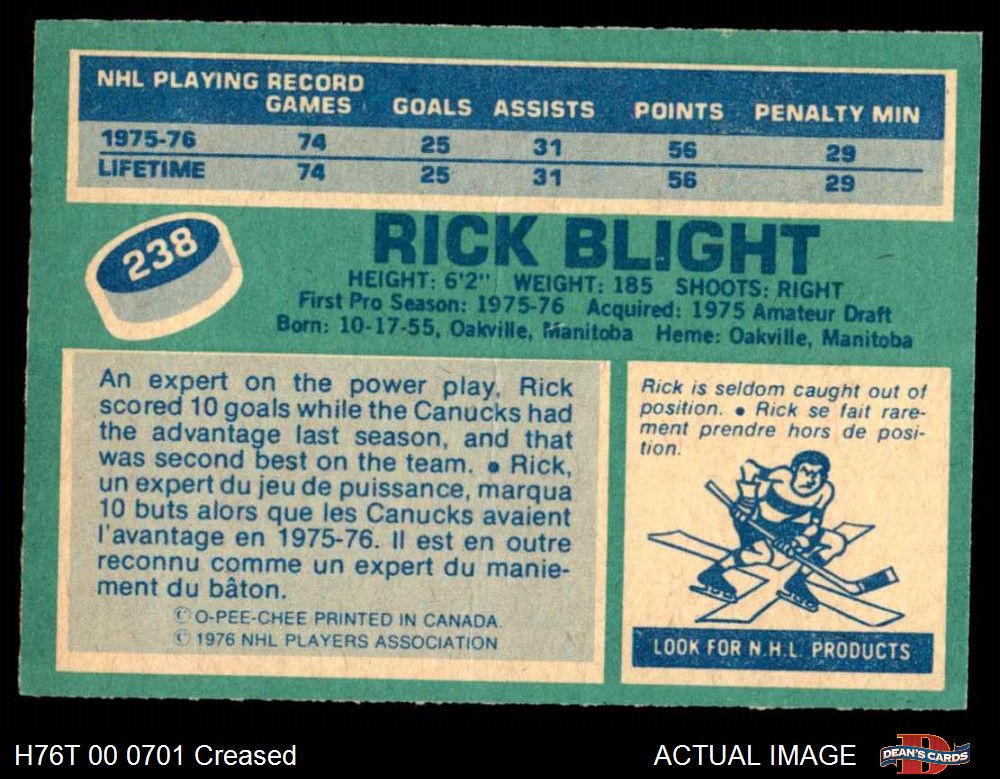 NHL PLAYING RECORD
GAMES GOALS ASSISTS POINTS PENALTY MIN
1975-76 74 25 31 56 29
LIFETIME 74 25 31 56 29
238
RICK BLIGHT
HEIGHT: 6'2" WEIGHT: 185 SHOOTS: RIGHT
First Pro Season: 1975-76 Acquired: 1975 Amateur Draft
Born: 10-17-55, Oakville, Manitoba Heme: Oakville, Manitoba
An expert on the power play, Rick
scored 10 goals while the Canucks had
the advantage last season, and that
was second best on the team. ● Rick,
un expert du jeu de puissance, marqua
10 buts alors que les Canucks avaient
l'avantage en 1975-76. Il est en outre
reconnu comme un expert du manie-
ment du bâton.
© O-PEE-CHEE PRINTED IN CANADA.
© 1976 NHL PLAYERS ASSOCIATION
Rick is seldom caught out of
position. ● Rick se fait rare-
ment prendre hors de posi-
tion.
LOOK FOR N.H.L. PRODUCTS
H76T 00 0701 Creased
ACTUAL IMAGE
D
DEAN'S CARDS